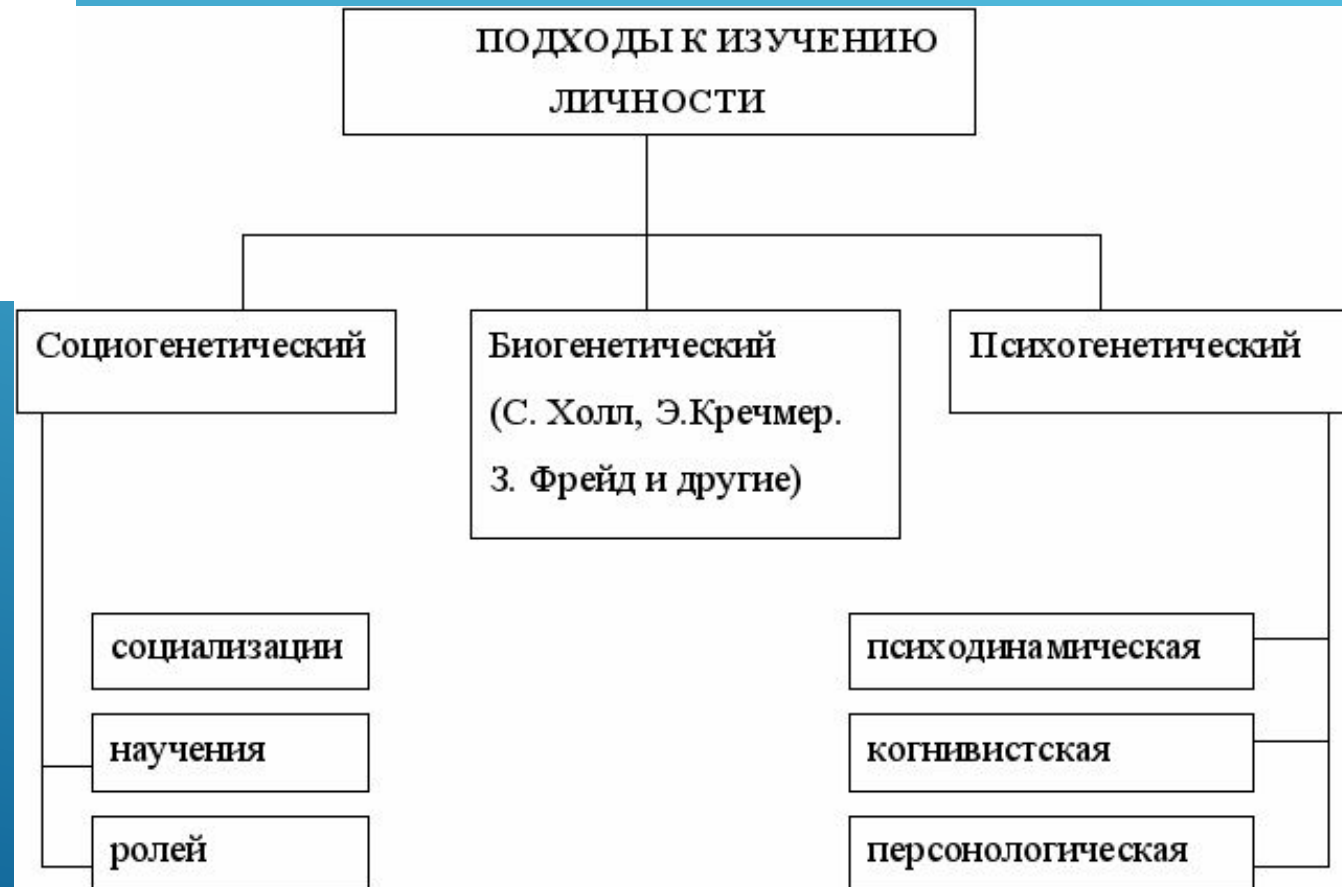 ПОДХОДЫ К ИЗУЧЕНИЮ
ЛИЧНОСТИ
Социогенетический
Биогенетический
(С. Холл, Э.Кречмер.
З. Фрейд и другие)
Психогенетический
социализации
научения
ролей
психодинамическая
когнивистская
персонологическая